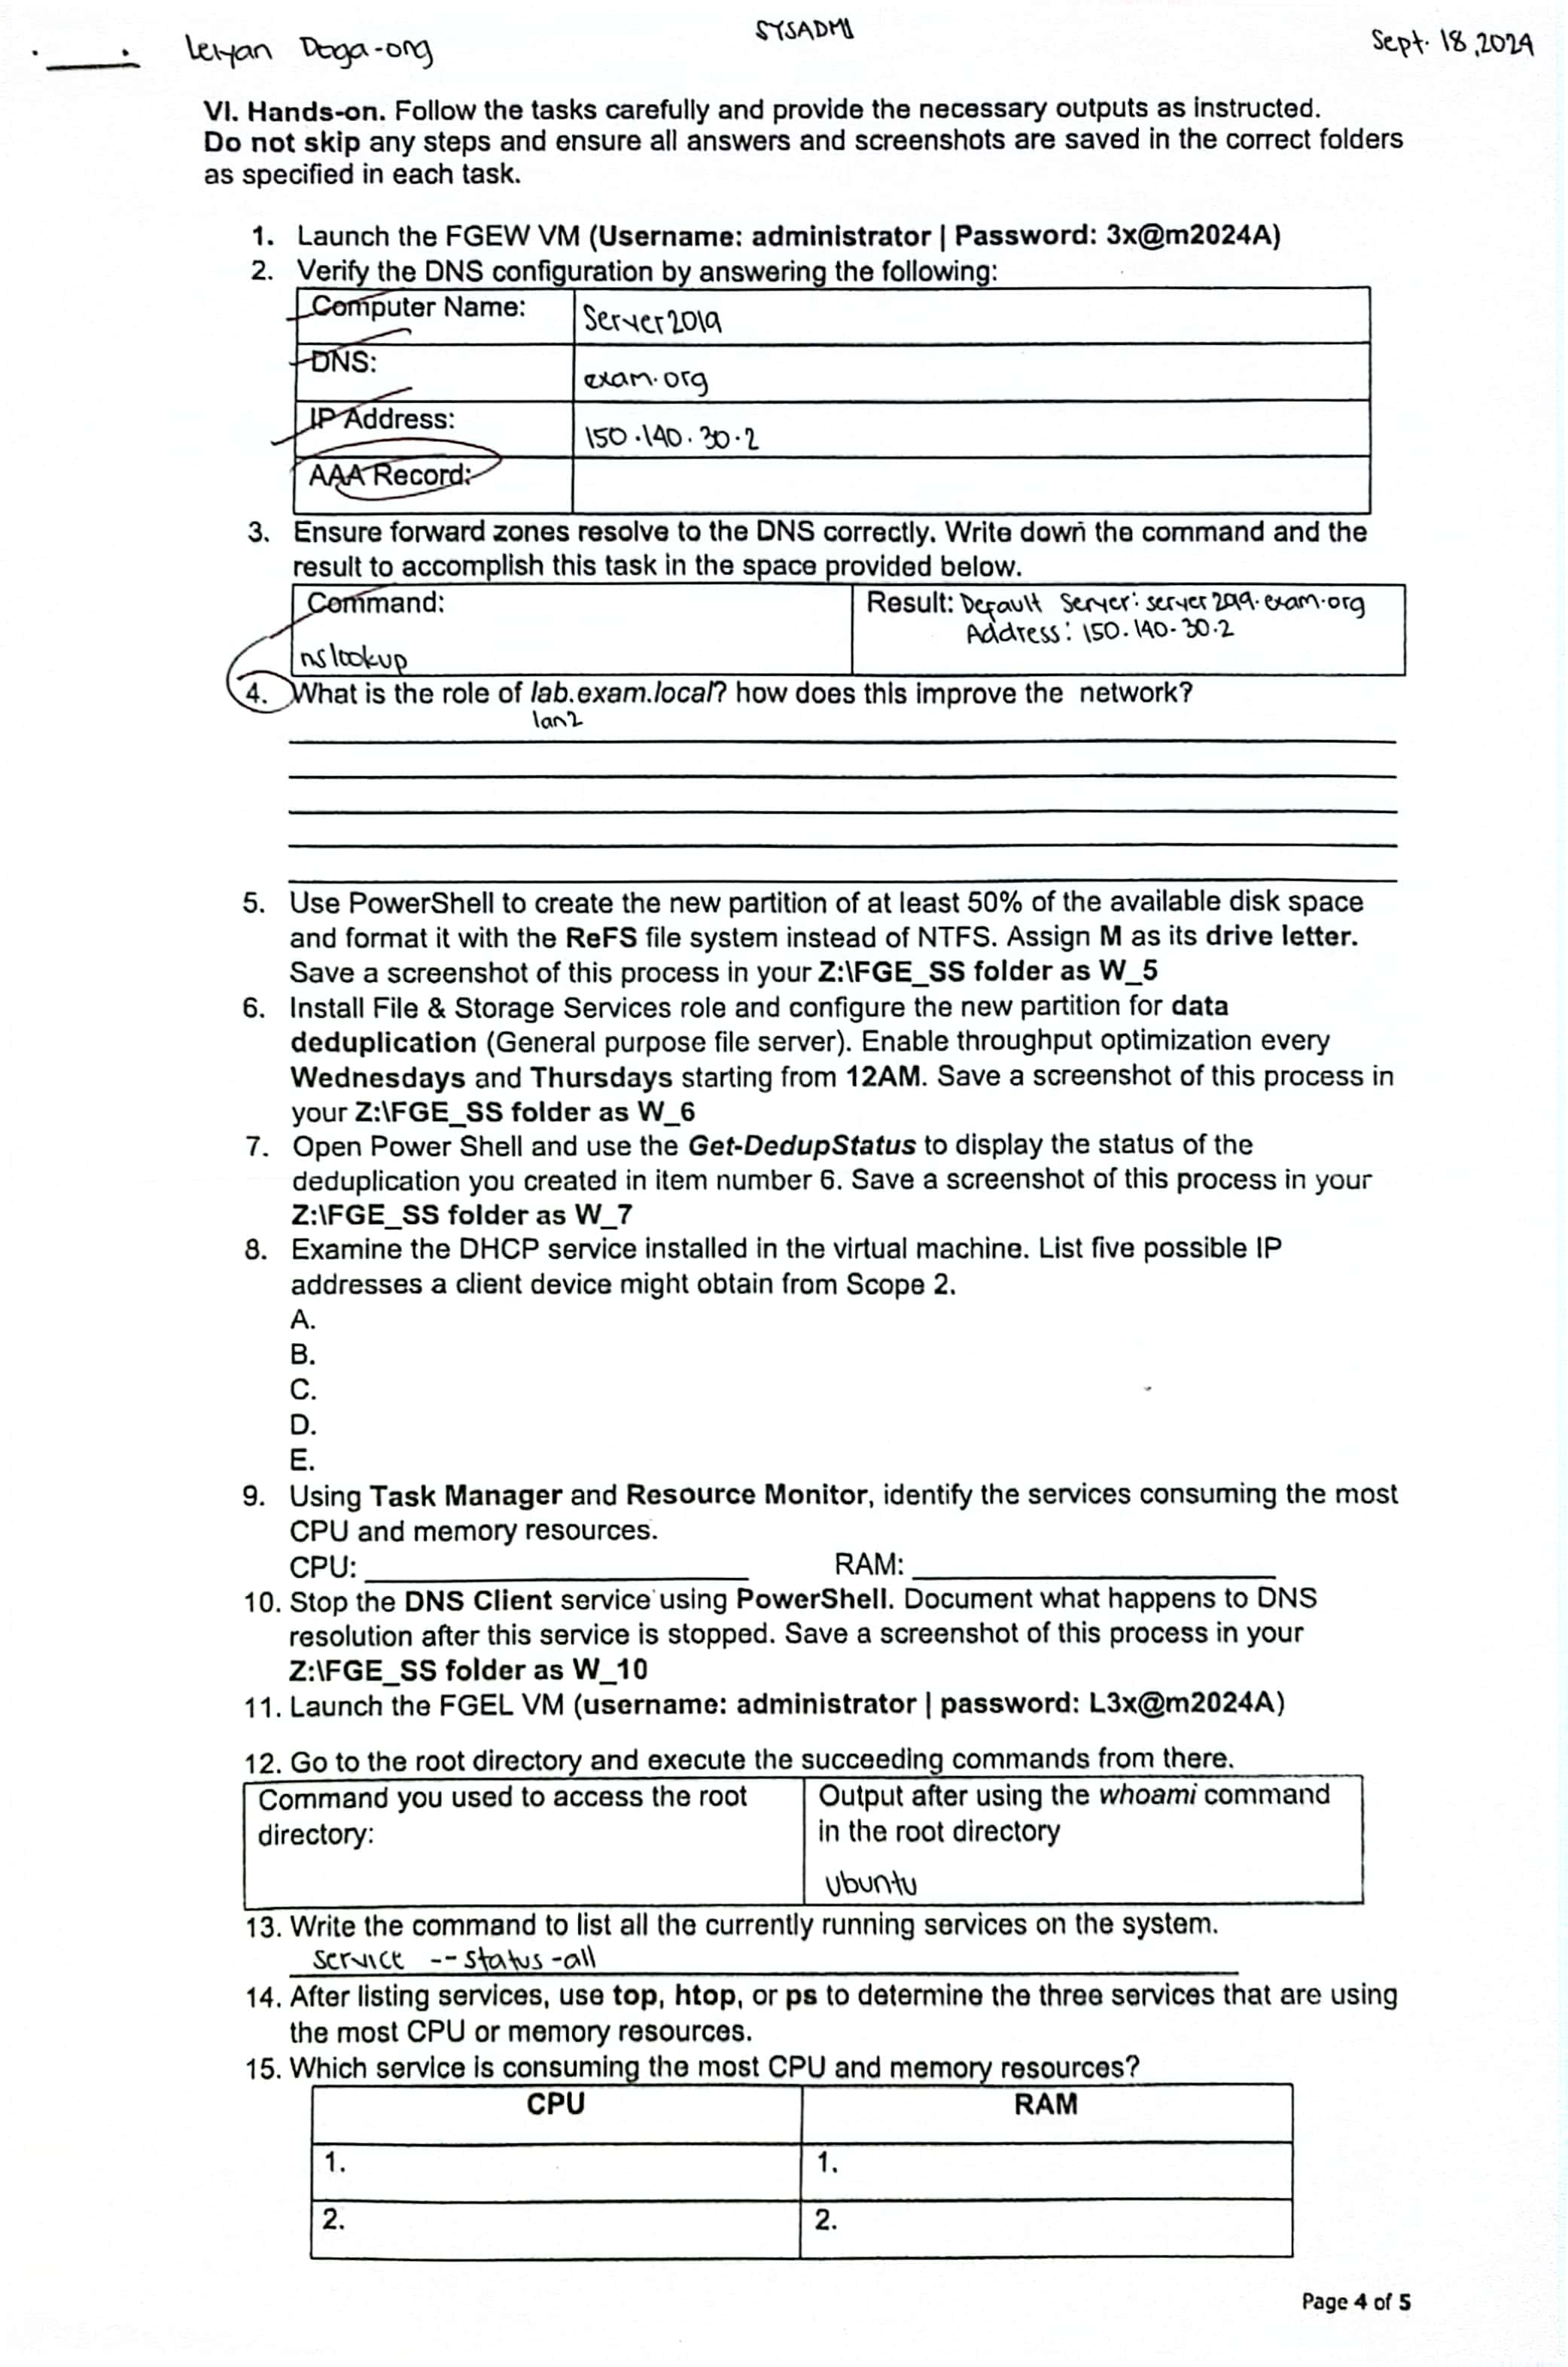 SYSADM1
Leiyan Doga-ong
Sept. 18, 2024
VI. Hands-on. Follow the tasks carefully and provide the necessary outputs as instructed.
Do not skip any steps and ensure all answers and screenshots are saved in the correct folders
as specified in each task.
1. Launch the FGEW VM (Username: administrator | Password: 3x@m2024A)
2. Verify the DNS configuration by answering the following:
Computer Name: Server2019
DNS: exam.org
IP Address: 150.140.30.2
AAA Record:
3. Ensure forward zones resolve to the DNS correctly. Write down the command and the
result to accomplish this task in the space provided below.
Command: Result: Default Server: server2019.exam.org
Address: 150.140.30.2
nslookup
4. What is the role of lab.exam.local? how does this improve the network?
lan2
5. Use PowerShell to create the new partition of at least 50% of the available disk space
and format it with the ReFS file system instead of NTFS. Assign M as its drive letter.
Save a screenshot of this process in your Z:\FGE_SS folder as W_5
6. Install File & Storage Services role and configure the new partition for data
deduplication (General purpose file server). Enable throughput optimization every
Wednesdays and Thursdays starting from 12AM. Save a screenshot of this process in
your Z:\FGE_SS folder as W_6
7. Open Power Shell and use the Get-DedupStatus to display the status of the
deduplication you created in item number 6. Save a screenshot of this process in your
Z:\FGE_SS folder as W_7
8. Examine the DHCP service installed in the virtual machine. List five possible IP
addresses a client device might obtain from Scope 2.
A.
B.
C.
D.
E.
9. Using Task Manager and Resource Monitor, identify the services consuming the most
CPU and memory resources.
CPU: RAM:
10. Stop the DNS Client service using PowerShell. Document what happens to DNS
resolution after this service is stopped. Save a screenshot of this process in your
Z:\FGE_SS folder as W_10
11. Launch the FGEL VM (username: administrator | password: L3x@m2024A)
12. Go to the root directory and execute the succeeding commands from there.
Command you used to access the root
directory:
Output after using the whoami command
in the root directory
ubuntu
13. Write the command to list all the currently running services on the system.
service --status-all
14. After listing services, use top, htop, or ps to determine the three services that are using
the most CPU or memory resources.
15. Which service is consuming the most CPU and memory resources?
CPU RAM
1. 1.
2. 2.
Page 4 of 5